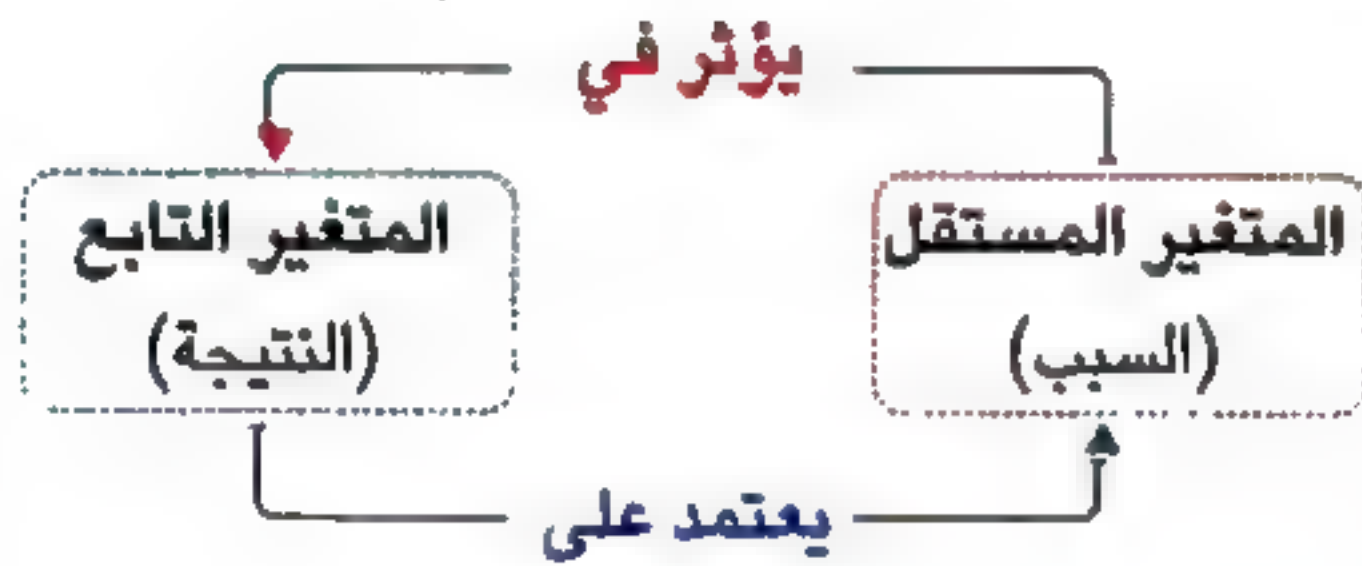 يؤثر في
المتغير المستقل
(السبب)
المتغير التابع
(النتيجة)
يعتمد على